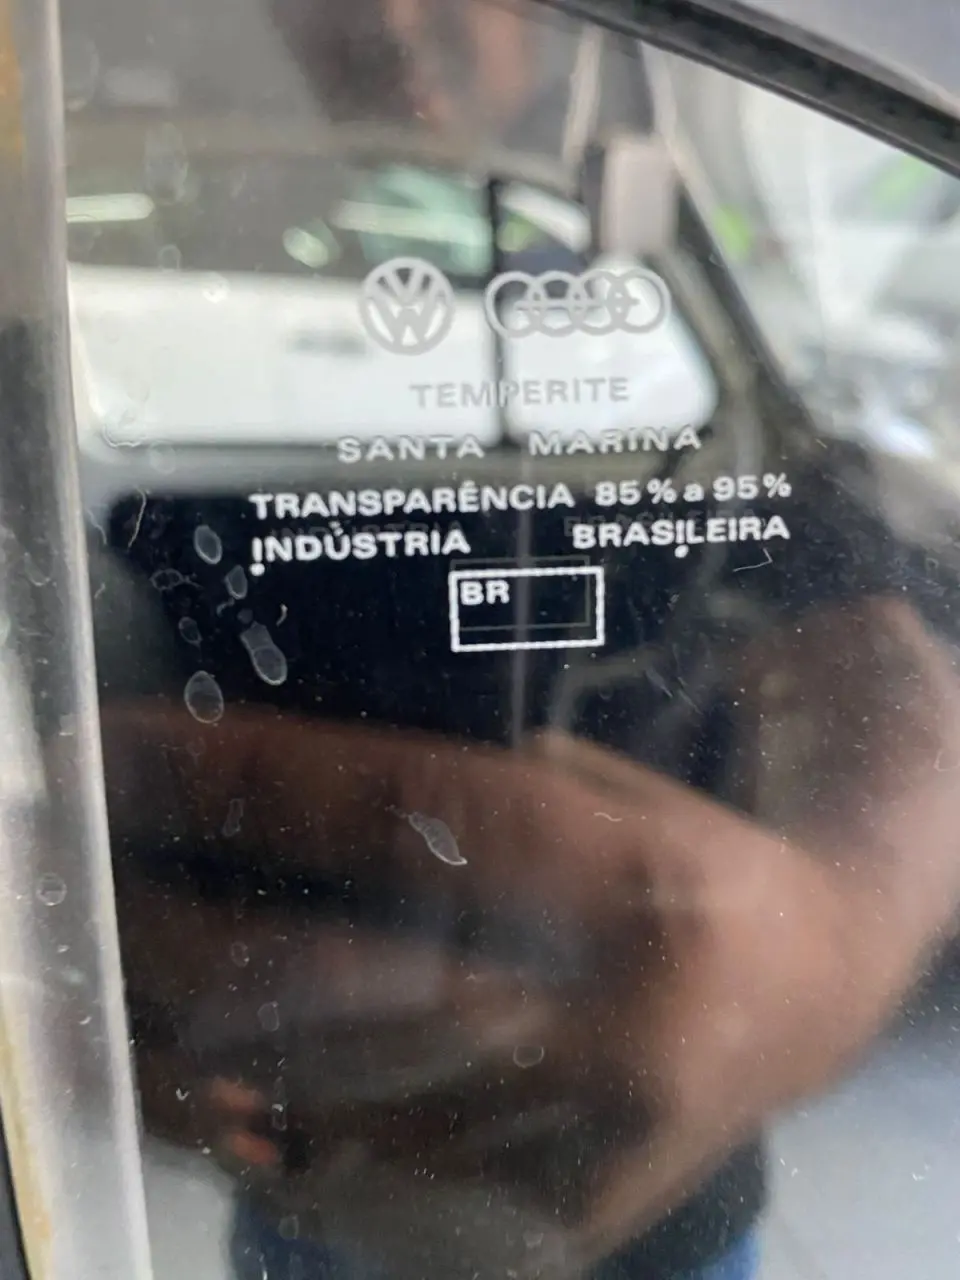 TEMPERITE
SANTA MARINA
TRANSPARÊNCIA 85% a 95%
INDÚSTRIA BRASILEIRA
BR